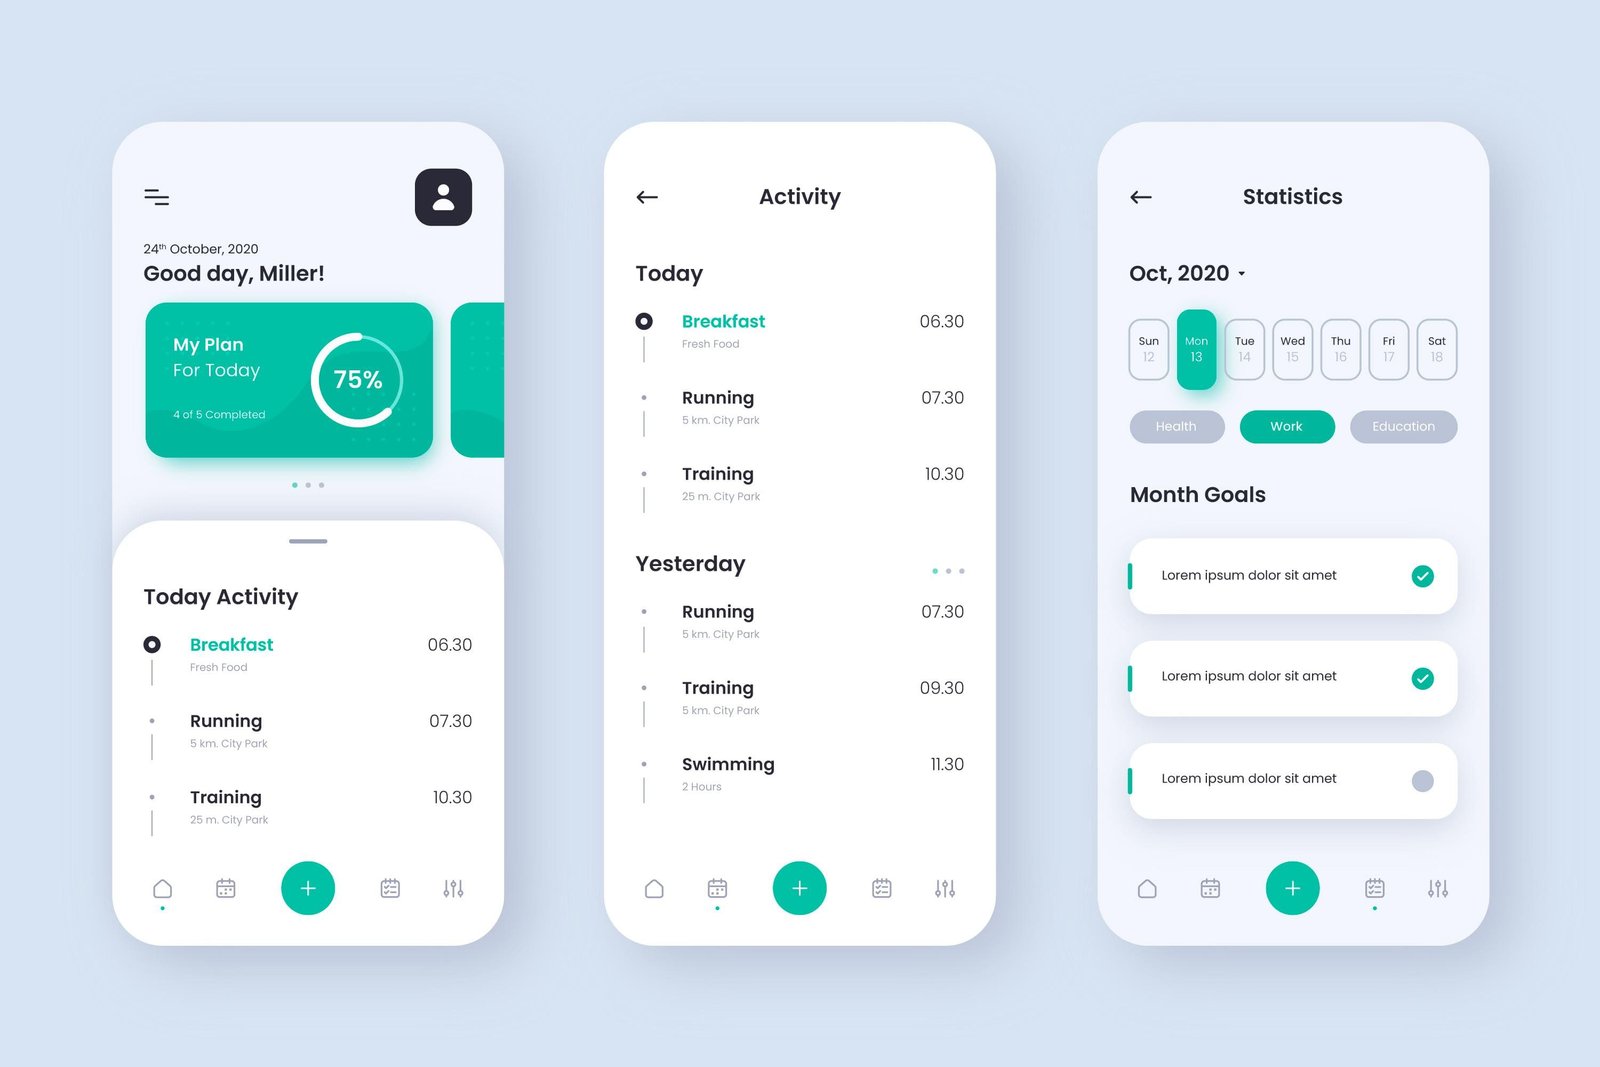 24th October, 2020
Good day, Miller!
My Plan
For Today
75%
4 of 5 Completed
Today Activity
Breakfast 06.30
Fresh Food
Running 07.30
5 km. City Park
Training 10.30
25 m. City Park
Activity
Today
Breakfast 06.30
Fresh Food
Running 07.30
5 km. City Park
Training 10.30
25 m. City Park
Yesterday
Running 07.30
5 km. City Park
Training 09.30
5 km. City Park
Swimming 11.30
2 Hours
Statistics
Oct, 2020
Sun Mon Tue Wed Thu Fri Sat
12 13 14 15 16 17 18
Health Work Education
Month Goals
Lorem ipsum dolor sit amet
Lorem ipsum dolor sit amet
Lorem ipsum dolor sit amet